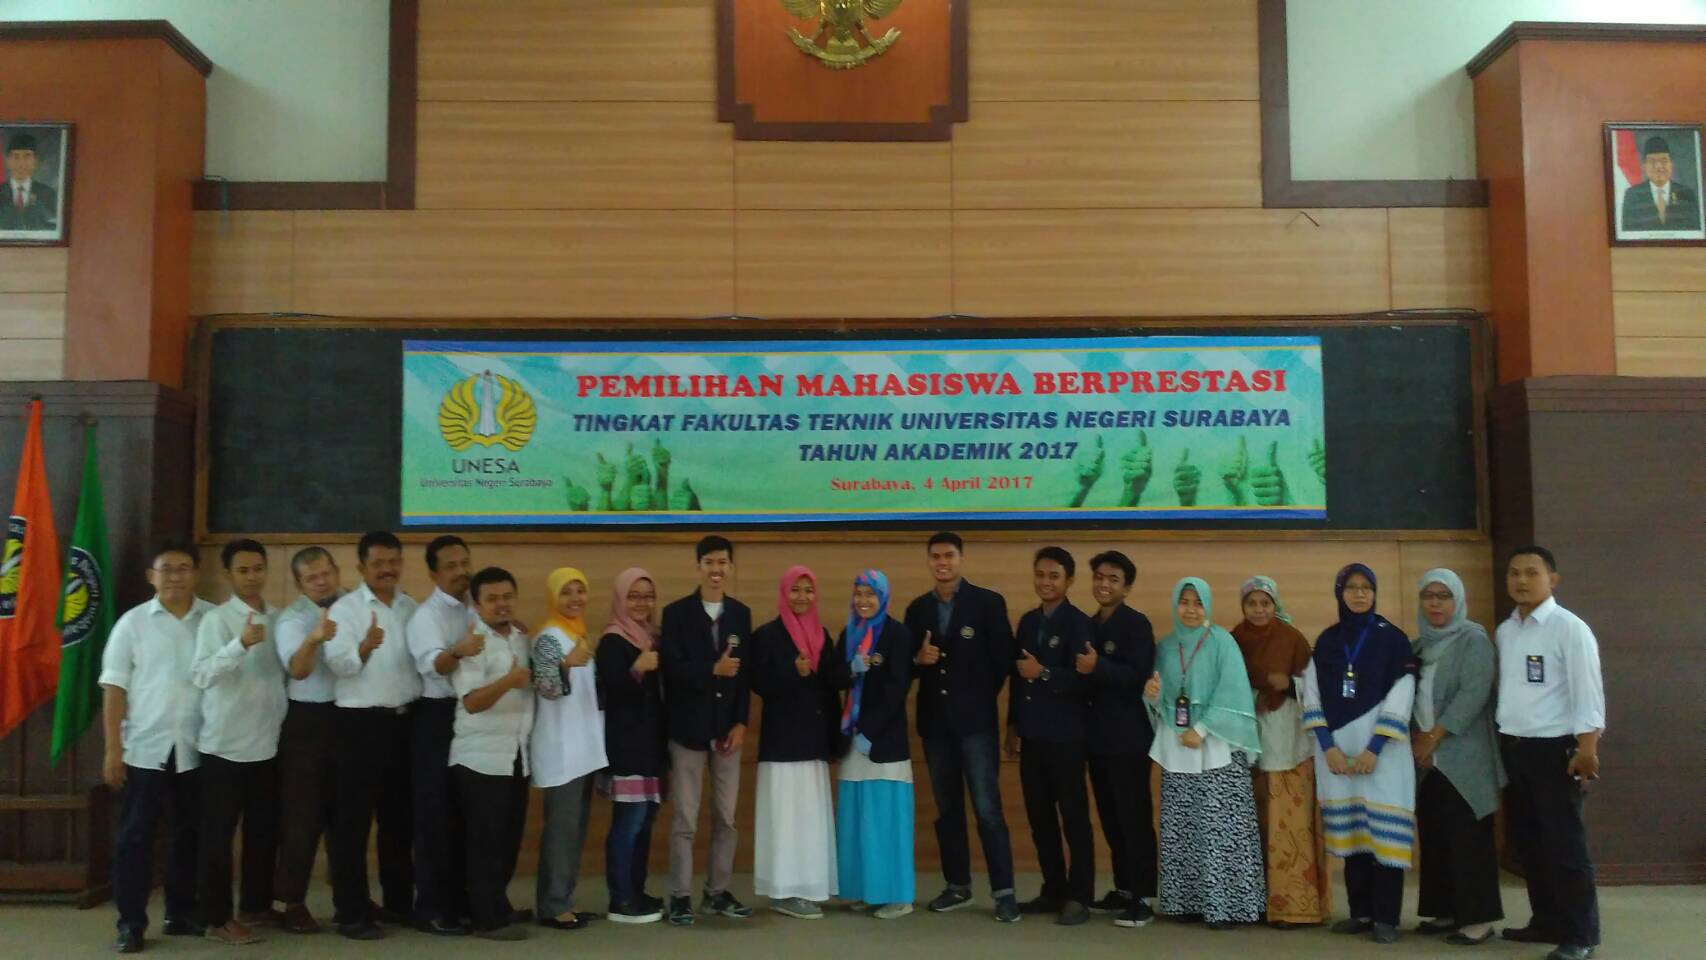 PEMILIHAN MAHASISWA BERPRESTASI
TINGKAT FAKULTAS TEKNIK UNIVERSITAS NEGERI SURABAYA
TAHUN AKADEMIK 2017
Surabaya, 4 April 2017
UNESA
Universitas Negeri Surabaya